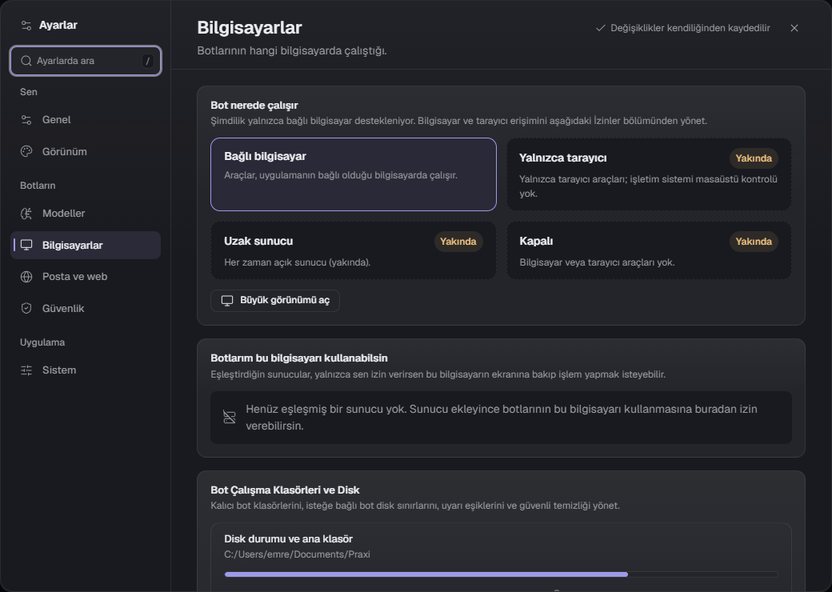 Ayarlar
Ayarlarda ara
/
Sen
Genel
Görünüm
Botların
Modeller
Bilgisayarlar
Posta ve web
Güvenlik
Uygulama
Sistem
Bilgisayarlar
Değişiklikler kendiliğinden kaydedilir
Botlarının hangi bilgisayarda çalıştığı.
Bot nerede çalışır
Şimdilik yalnızca bağlı bilgisayar destekleniyor. Bilgisayar ve tarayıcı erişimini aşağıdaki İzinler bölümünden yönet.
Bağlı bilgisayar
Araçlar, uygulamanın bağlı olduğu bilgisayarda çalışır.
Yalnızca tarayıcı
Yakında
Yalnızca tarayıcı araçları; işletim sistemi masaüstü kontrolü
yok.
Uzak sunucu
Yakında
Her zaman açık sunucu (yakında).
Kapalı
Yakında
Bilgisayar veya tarayıcı araçları yok.
Büyük görünümü aç
Botlarım bu bilgisayarı kullanabilsin
Eşleştirdiğin sunucular, yalnızca sen izin verirsen bu bilgisayarın ekranına bakıp işlem yapmak isteyebilir.
Henüz eşleşmiş bir sunucu yok. Sunucu ekleyince botlarının bu bilgisayarı kullanmasına buradan izin
verebilirsin.
Bot Çalışma Klasörleri ve Disk
Kalıcı bot klasörlerini, isteğe bağlı bot disk sınırlarını, uyarı eşiklerini ve güvenli temizliği yönet.
Disk durumu ve ana klasör
C:/Users/emre/Documents/Praxi